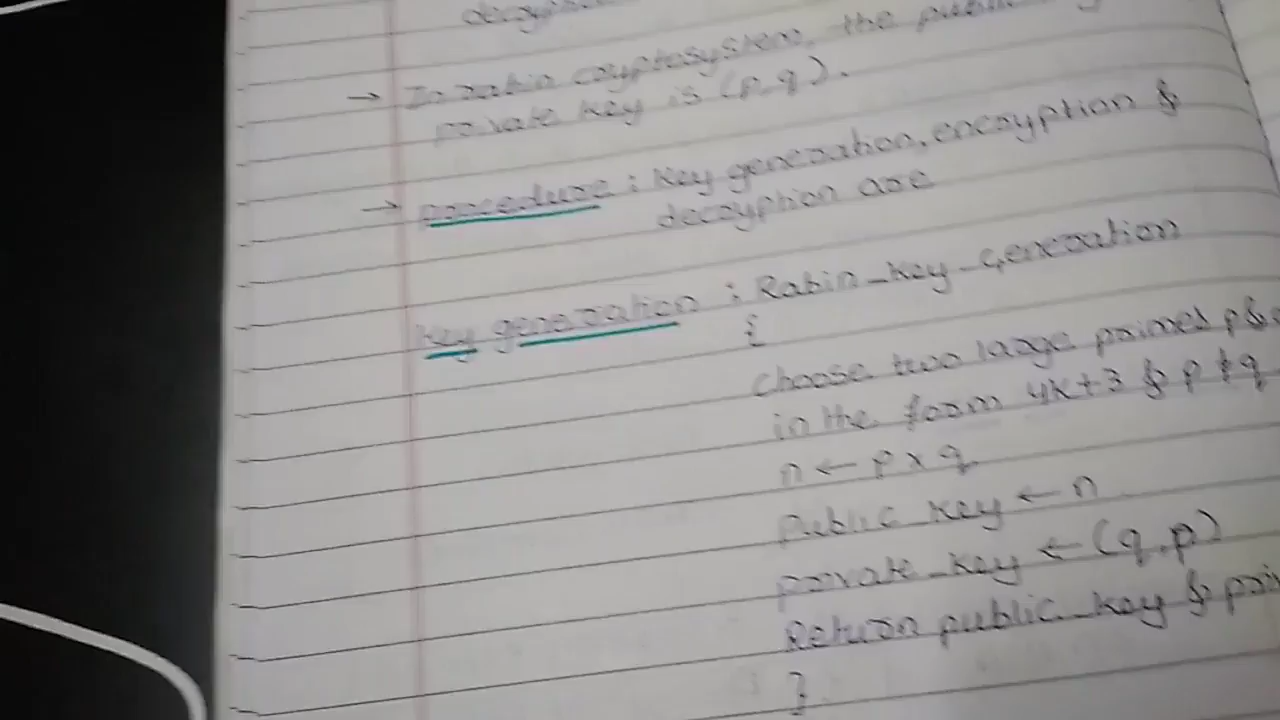 → In rabin cryptosystem, the public
private key is (p, q).
→ procedure : Key generation, encryption &
decryption are
Key generation : Rabin_Key_Generation
{
choose two large primes p &
in the form 4k+3 & p ≠ q
n ← p x q
Public_Key ← n
private_key ← (q, p)
Return public_key &
}